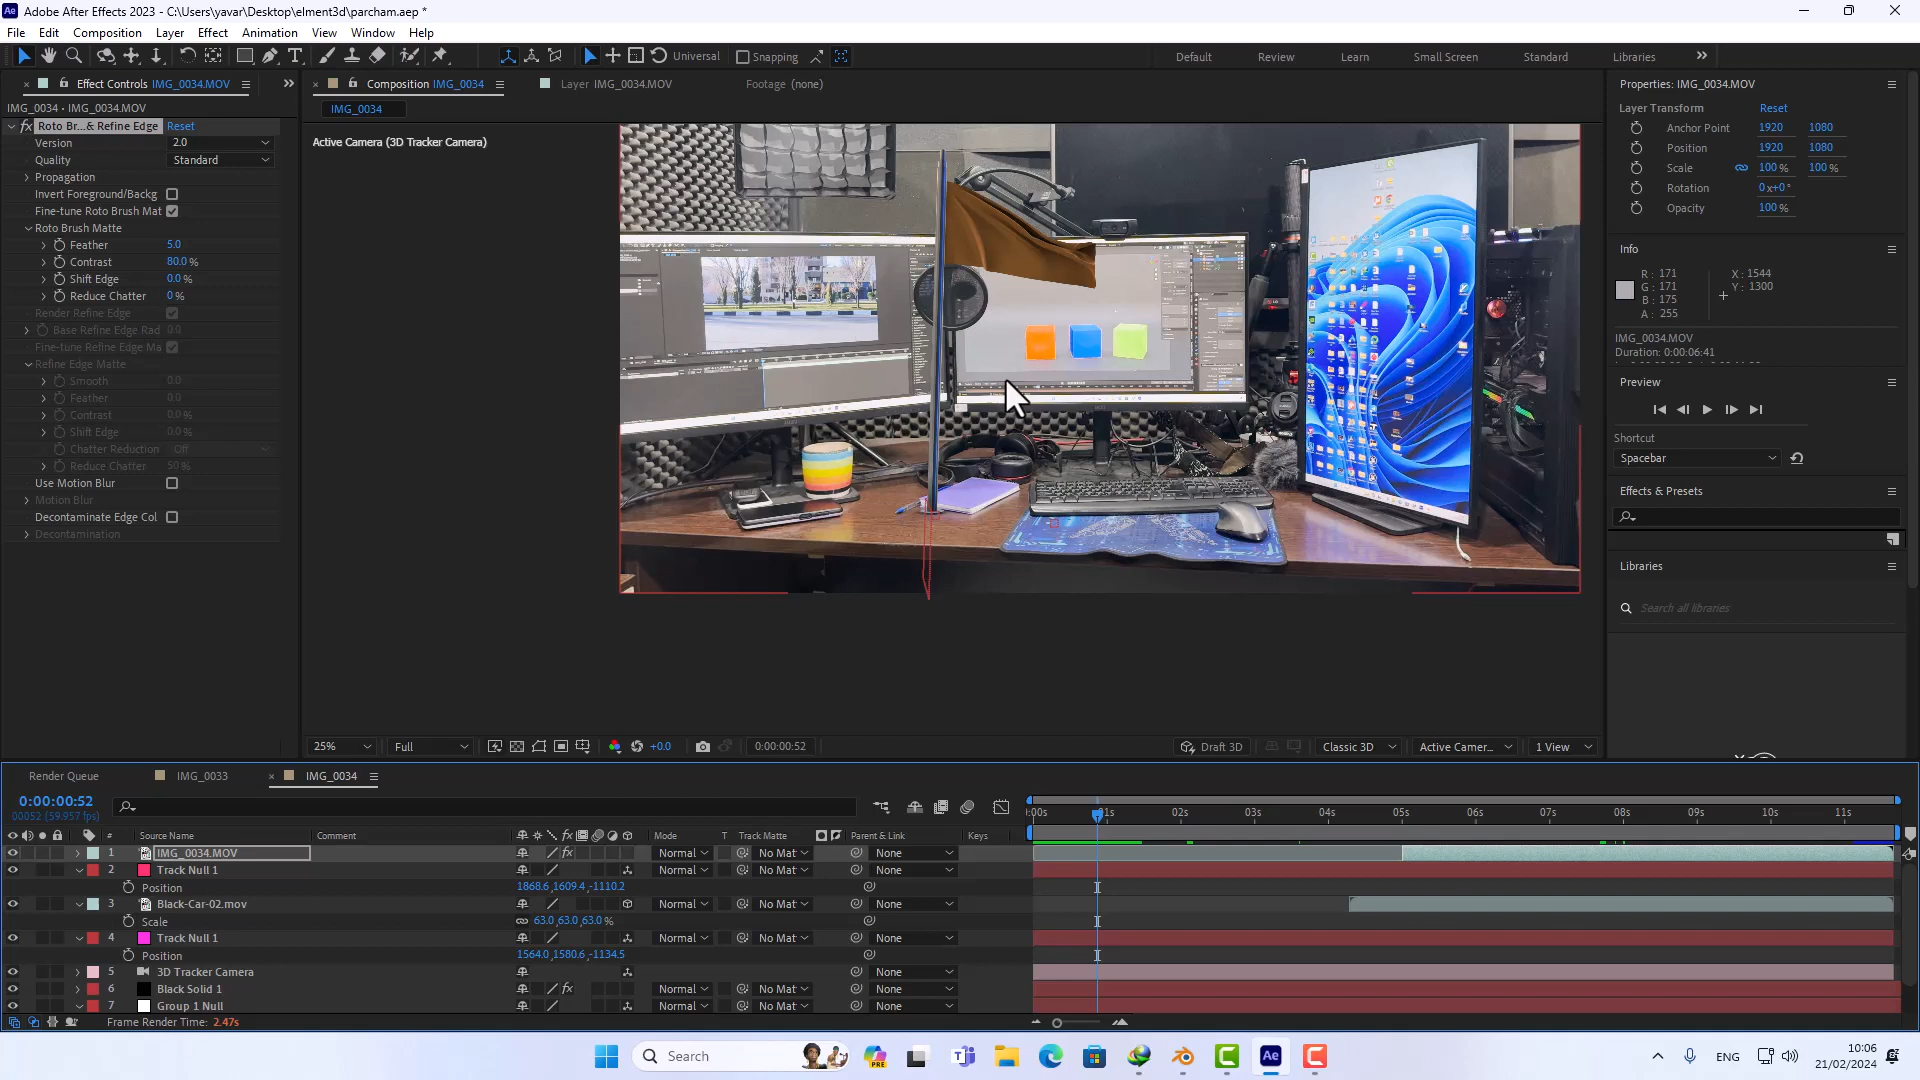 Adobe After Effects 2023 - C:\Users\yavar\Desktop\elment3d\parcham.aep *
File Edit Composition Layer Effect Animation View Window Help
Universal Snapping Default Review Learn Small Screen Standard Libraries
Effect Controls IMG_0034.MOV
IMG_0034 • IMG_0034.MOV
Roto Br...& Refine Edge Reset
Version 2.0
Quality Standard
Propagation
Invert Foreground/Backg
Fine-tune Roto Brush Mat
Roto Brush Matte
Feather 5.0
Contrast 80.0 %
Shift Edge 0.0 %
Reduce Chatter 0 %
Render Refine Edge
Base Refine Edge Rad 0.0
Fine-tune Refine Edge Ma
Refine Edge Matte
Smooth 0.0
Feather 0.0
Contrast 0.0 %
Shift Edge 0.0 %
Chatter Reduction Off
Reduce Chatter 50 %
Use Motion Blur
Motion Blur
Decontaminate Edge Col
Decontamination
Composition IMG_0034 Layer IMG_0034.MOV Footage (none)
IMG_0034
Active Camera (3D Tracker Camera)
25% Full +0.0 0:00:00:52 Draft 3D Classic 3D Active Camer... 1 View
Properties: IMG_0034.MOV
Layer Transform Reset
Anchor Point 1920 1080
Position 1920 1080
Scale 100 % 100 %
Rotation 0 x+0 °
Opacity 100 %
Info
R : 171 X : 1544
G : 171 Y : 1300
B : 175
A : 255
IMG_0034.MOV
Duration: 0:00:06:41
Preview
Shortcut
Spacebar
Effects & Presets
Libraries
Search all libraries
Render Queue IMG_0033 IMG_0034
0:00:00:52
00052 (59.957 fps)
:00s 01s 02s 03s 04s 05s 06s 07s 08s 09s 10s 11s
# Source Name Comment Mode T Track Matte Parent & Link Keys
1 IMG_0034.MOV Normal No Mat None
2 Track Null 1 Normal No Mat None
Position 1868.6 ,1609.4 ,-1110.2
3 Black-Car-02.mov Normal No Mat None
Scale 63.0 ,63.0 ,63.0 %
4 Track Null 1 Normal No Mat None
Position 1564.0 ,1580.6 ,-1134.5
5 3D Tracker Camera None
6 Black Solid 1 Normal No Mat None
7 Group 1 Null Normal No Mat None
Frame Render Time: 2.47s
Search ENG 10:06
21/02/2024